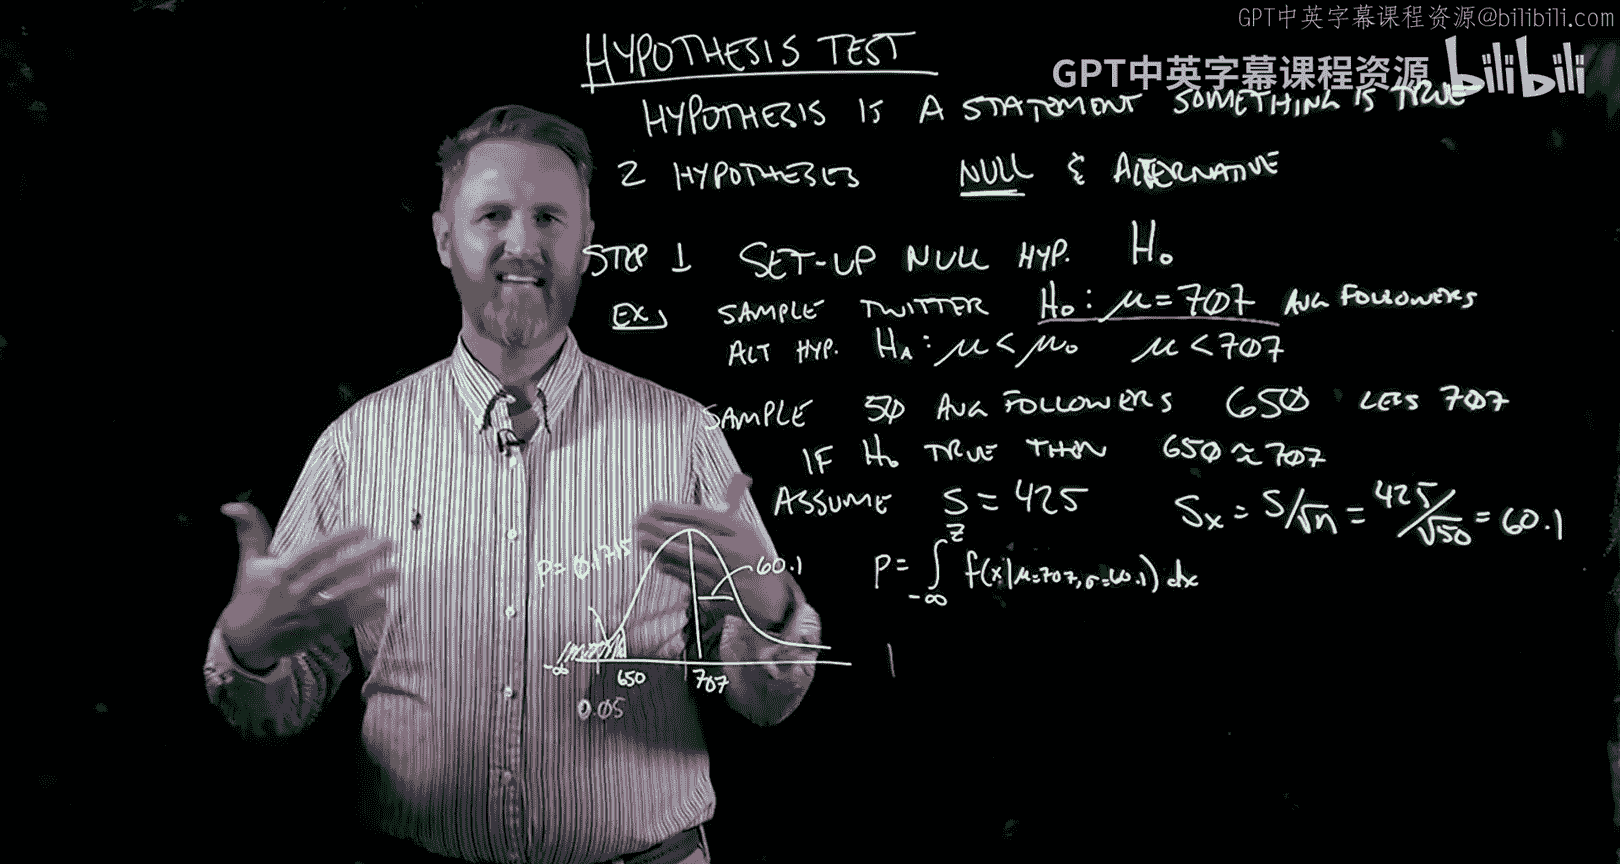 GPT中英字幕课程资源@bilibili.com
GPT中英字幕课程资源 bilibili
HYPOTHESIS TEST
HYPOTHESIS IS A STATEMENT SOMETHING IS TRUE
2 HYPOTHESES NULL & ALTERNATIVE
STEP 1 SET-UP NULL HYP. H₀
EX, SAMPLE TWITTER H₀: μ = 707 AVG FOLLOWERS
ALT HYP. Hₐ: μ < μ₀ μ < 707
SAMPLE 50 AVG FOLLOWERS 650 LESS 707
IF H₀ TRUE THEN 650 ≈ 707
ASSUME S = 425 Sₓ = S/√n = 425/√50 = 60.1
P = 0.1715 60.1 P = ∫_{-∞}^{Z} f(x|μ=707, σ=60.1) dx
-∞ 650 707
0.05